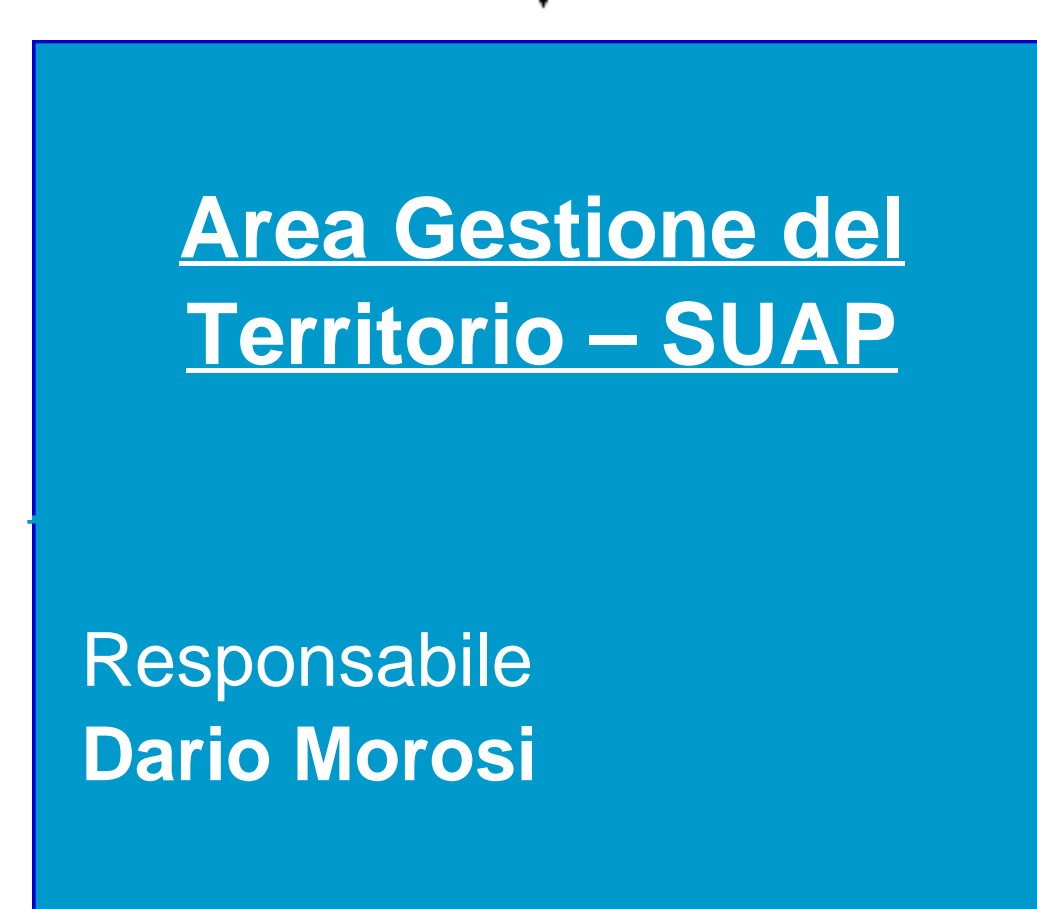 Area Gestione del
Territorio – SUAP
Responsabile
Dario Morosi